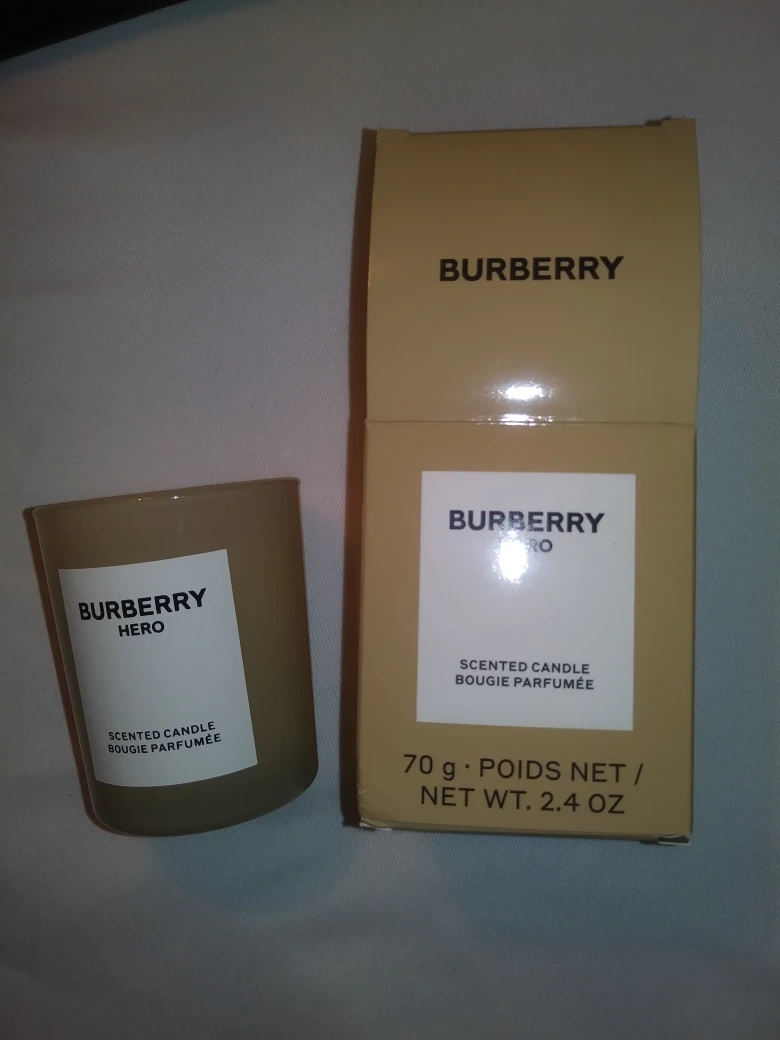 BURBERRY
HERO
SCENTED CANDLE
BOUGIE PARFUMÉE
BURBERRY
BURBERRY
HERO
SCENTED CANDLE
BOUGIE PARFUMÉE
70 g · POIDS NET /
NET WT. 2.4 OZ